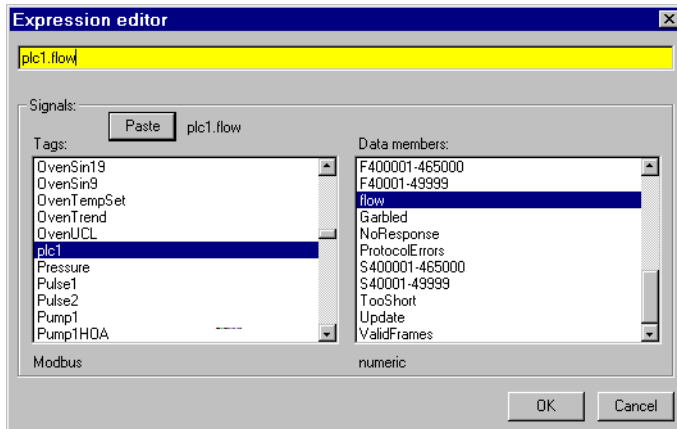 Expression editor
plc1.flow
Signals:
Paste
plc1.flow
Tags:
OvenSin19
OvenSin9
OvenTempSet
OvenTrend
OvenUCL
plc1
Pressure
Pulse1
Pulse2
Pump1
Pump1HOA
Modbus
Data members:
F400001-465000
F40001-49999
flow
Garbled
NoResponse
ProtocolErrors
S400001-465000
S40001-49999
TooShort
Update
ValidFrames
numeric
OK
Cancel